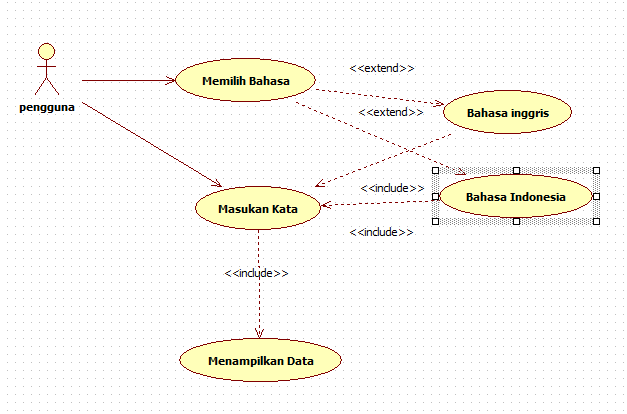 <<extend>>
Memilih Bahasa
pengguna
<<extend>>
Bahasa inggris
<<include>>
Bahasa Indonesia
Masukan Kata
<<include>>
<<include>>
Menampilkan Data